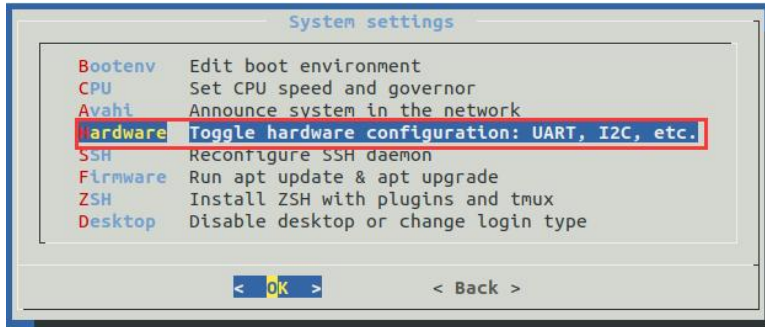 System settings
Bootenv Edit boot environment
CPU Set CPU speed and governor
Avahi Announce system in the network
Hardware Toggle hardware configuration: UART, I2C, etc.
SSH Reconfigure SSH daemon
Firmware Run apt update & apt upgrade
ZSH Install ZSH with plugins and tmux
Desktop Disable desktop or change login type
< OK > < Back >